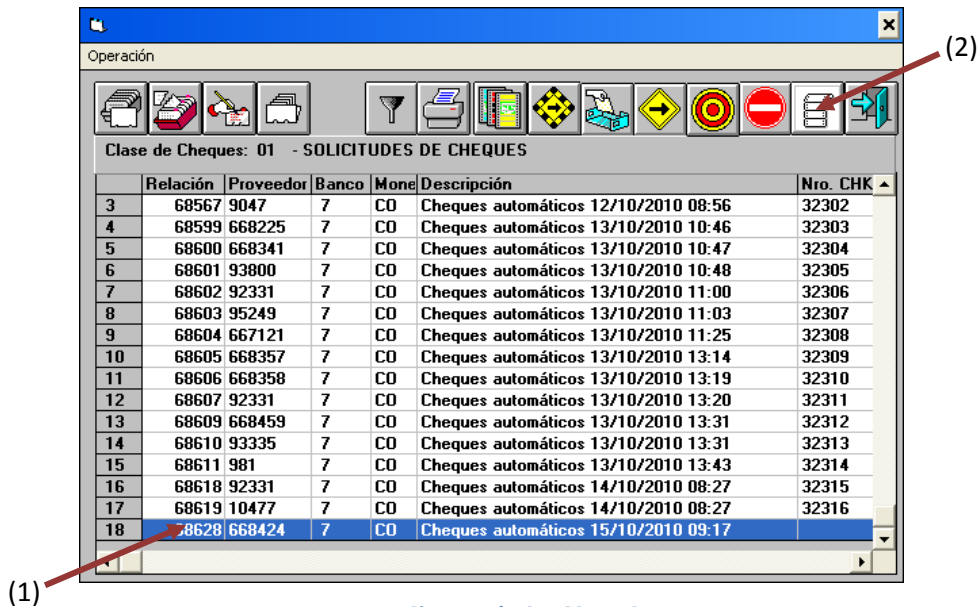 Operación
(2)
Clase de Cheques: 01 - SOLICITUDES DE CHEQUES
Relación Proveedor Banco Mone Descripción Nro. CHK
3 68567 9047 7 CO Cheques automáticos 12/10/2010 08:56 32302
4 68599 668225 7 CO Cheques automáticos 13/10/2010 10:46 32303
5 68600 668341 7 CO Cheques automáticos 13/10/2010 10:47 32304
6 68601 93800 7 CO Cheques automáticos 13/10/2010 10:48 32305
7 68602 92331 7 CO Cheques automáticos 13/10/2010 11:00 32306
8 68603 95249 7 CO Cheques automáticos 13/10/2010 11:03 32307
9 68604 667121 7 CO Cheques automáticos 13/10/2010 11:25 32308
10 68605 668357 7 CO Cheques automáticos 13/10/2010 13:14 32309
11 68606 668358 7 CO Cheques automáticos 13/10/2010 13:19 32310
12 68607 92331 7 CO Cheques automáticos 13/10/2010 13:20 32311
13 68609 668459 7 CO Cheques automáticos 13/10/2010 13:31 32312
14 68610 93335 7 CO Cheques automáticos 13/10/2010 13:31 32313
15 68611 981 7 CO Cheques automáticos 13/10/2010 13:43 32314
16 68618 92331 7 CO Cheques automáticos 14/10/2010 08:27 32315
17 68619 10477 7 CO Cheques automáticos 14/10/2010 08:27 32316
18 68628 668424 7 CO Cheques automáticos 15/10/2010 09:17
(1)